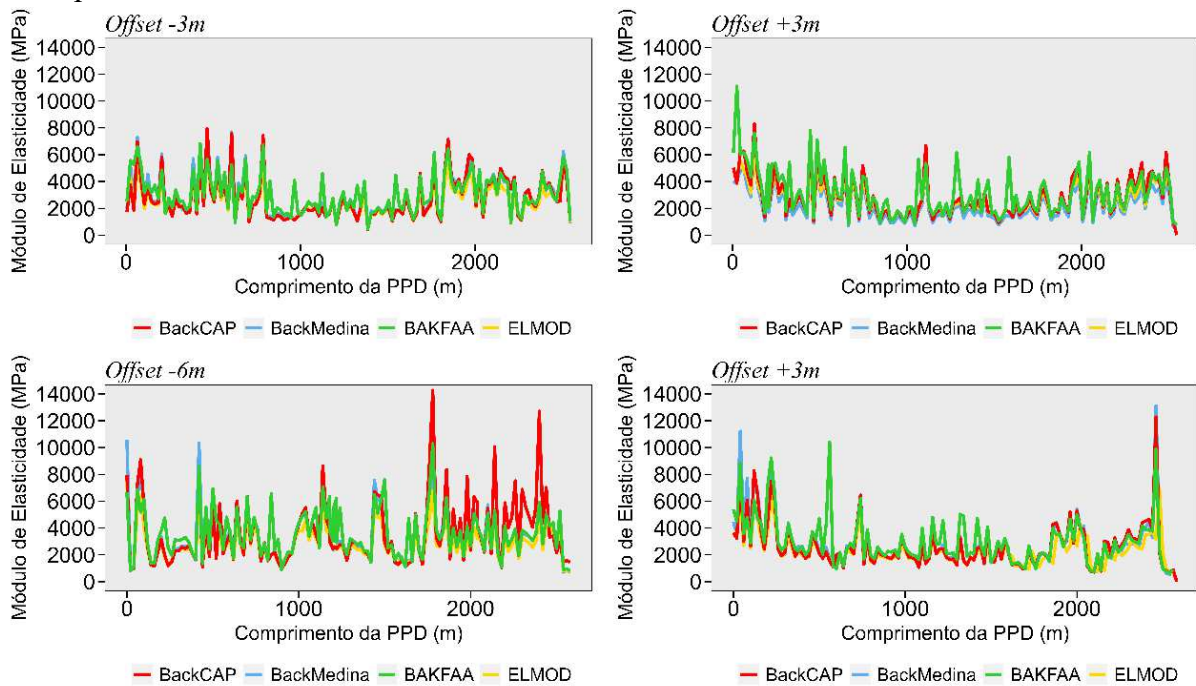 Offset -3m
Módulo de Elasticidade (MPa)
14000
12000
10000
8000
6000
4000
2000
0
0 1000 2000
Comprimento da PPD (m)
BackCAP BackMedina BAKFAA ELMOD
Offset +3m
Módulo de Elasticidade (MPa)
14000
12000
10000
8000
6000
4000
2000
0
0 1000 2000
Comprimento da PPD (m)
BackCAP BackMedina BAKFAA ELMOD
Offset -6m
Módulo de Elasticidade (MPa)
14000
12000
10000
8000
6000
4000
2000
0
0 1000 2000
Comprimento da PPD (m)
BackCAP BackMedina BAKFAA ELMOD
Offset +3m
Módulo de Elasticidade (MPa)
14000
12000
10000
8000
6000
4000
2000
0
0 1000 2000
Comprimento da PPD (m)
BackCAP BackMedina BAKFAA ELMOD